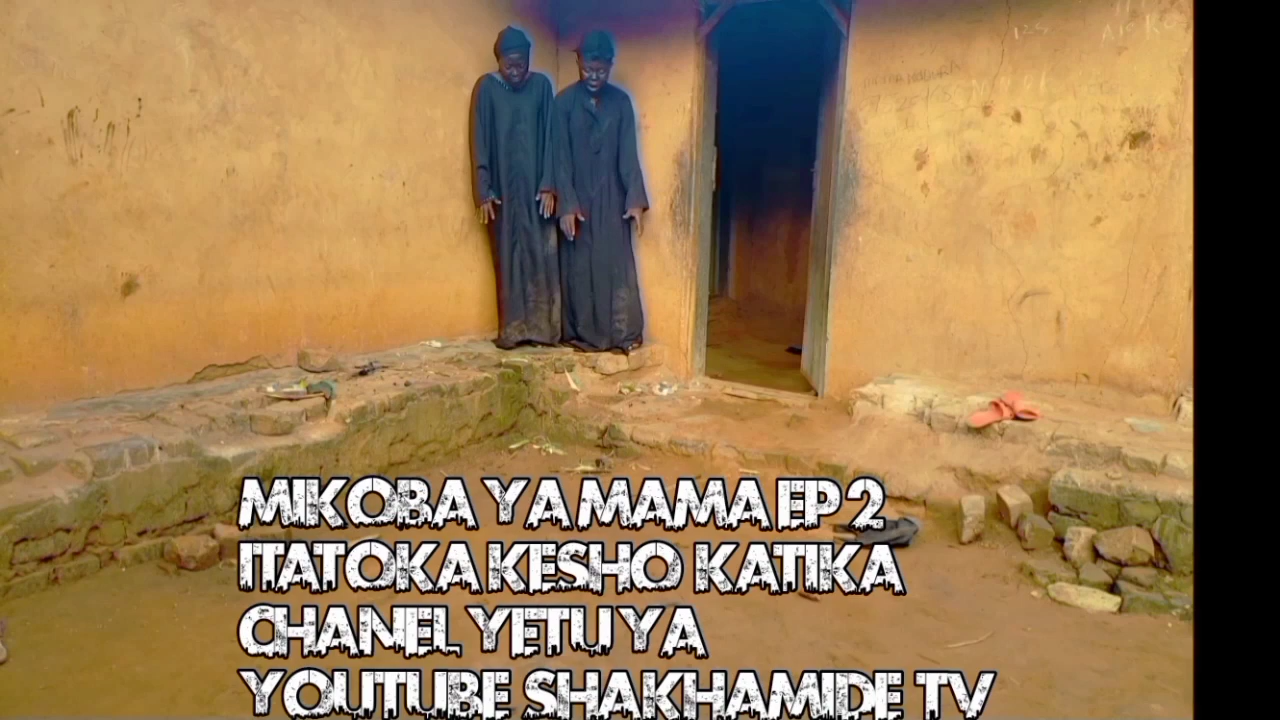 MIKOBA YA MAMA EP 2
ITATOKA KESHO KATIKA
CHANEL YETU YA
YOUTUBE SHAKHAMIDE TV